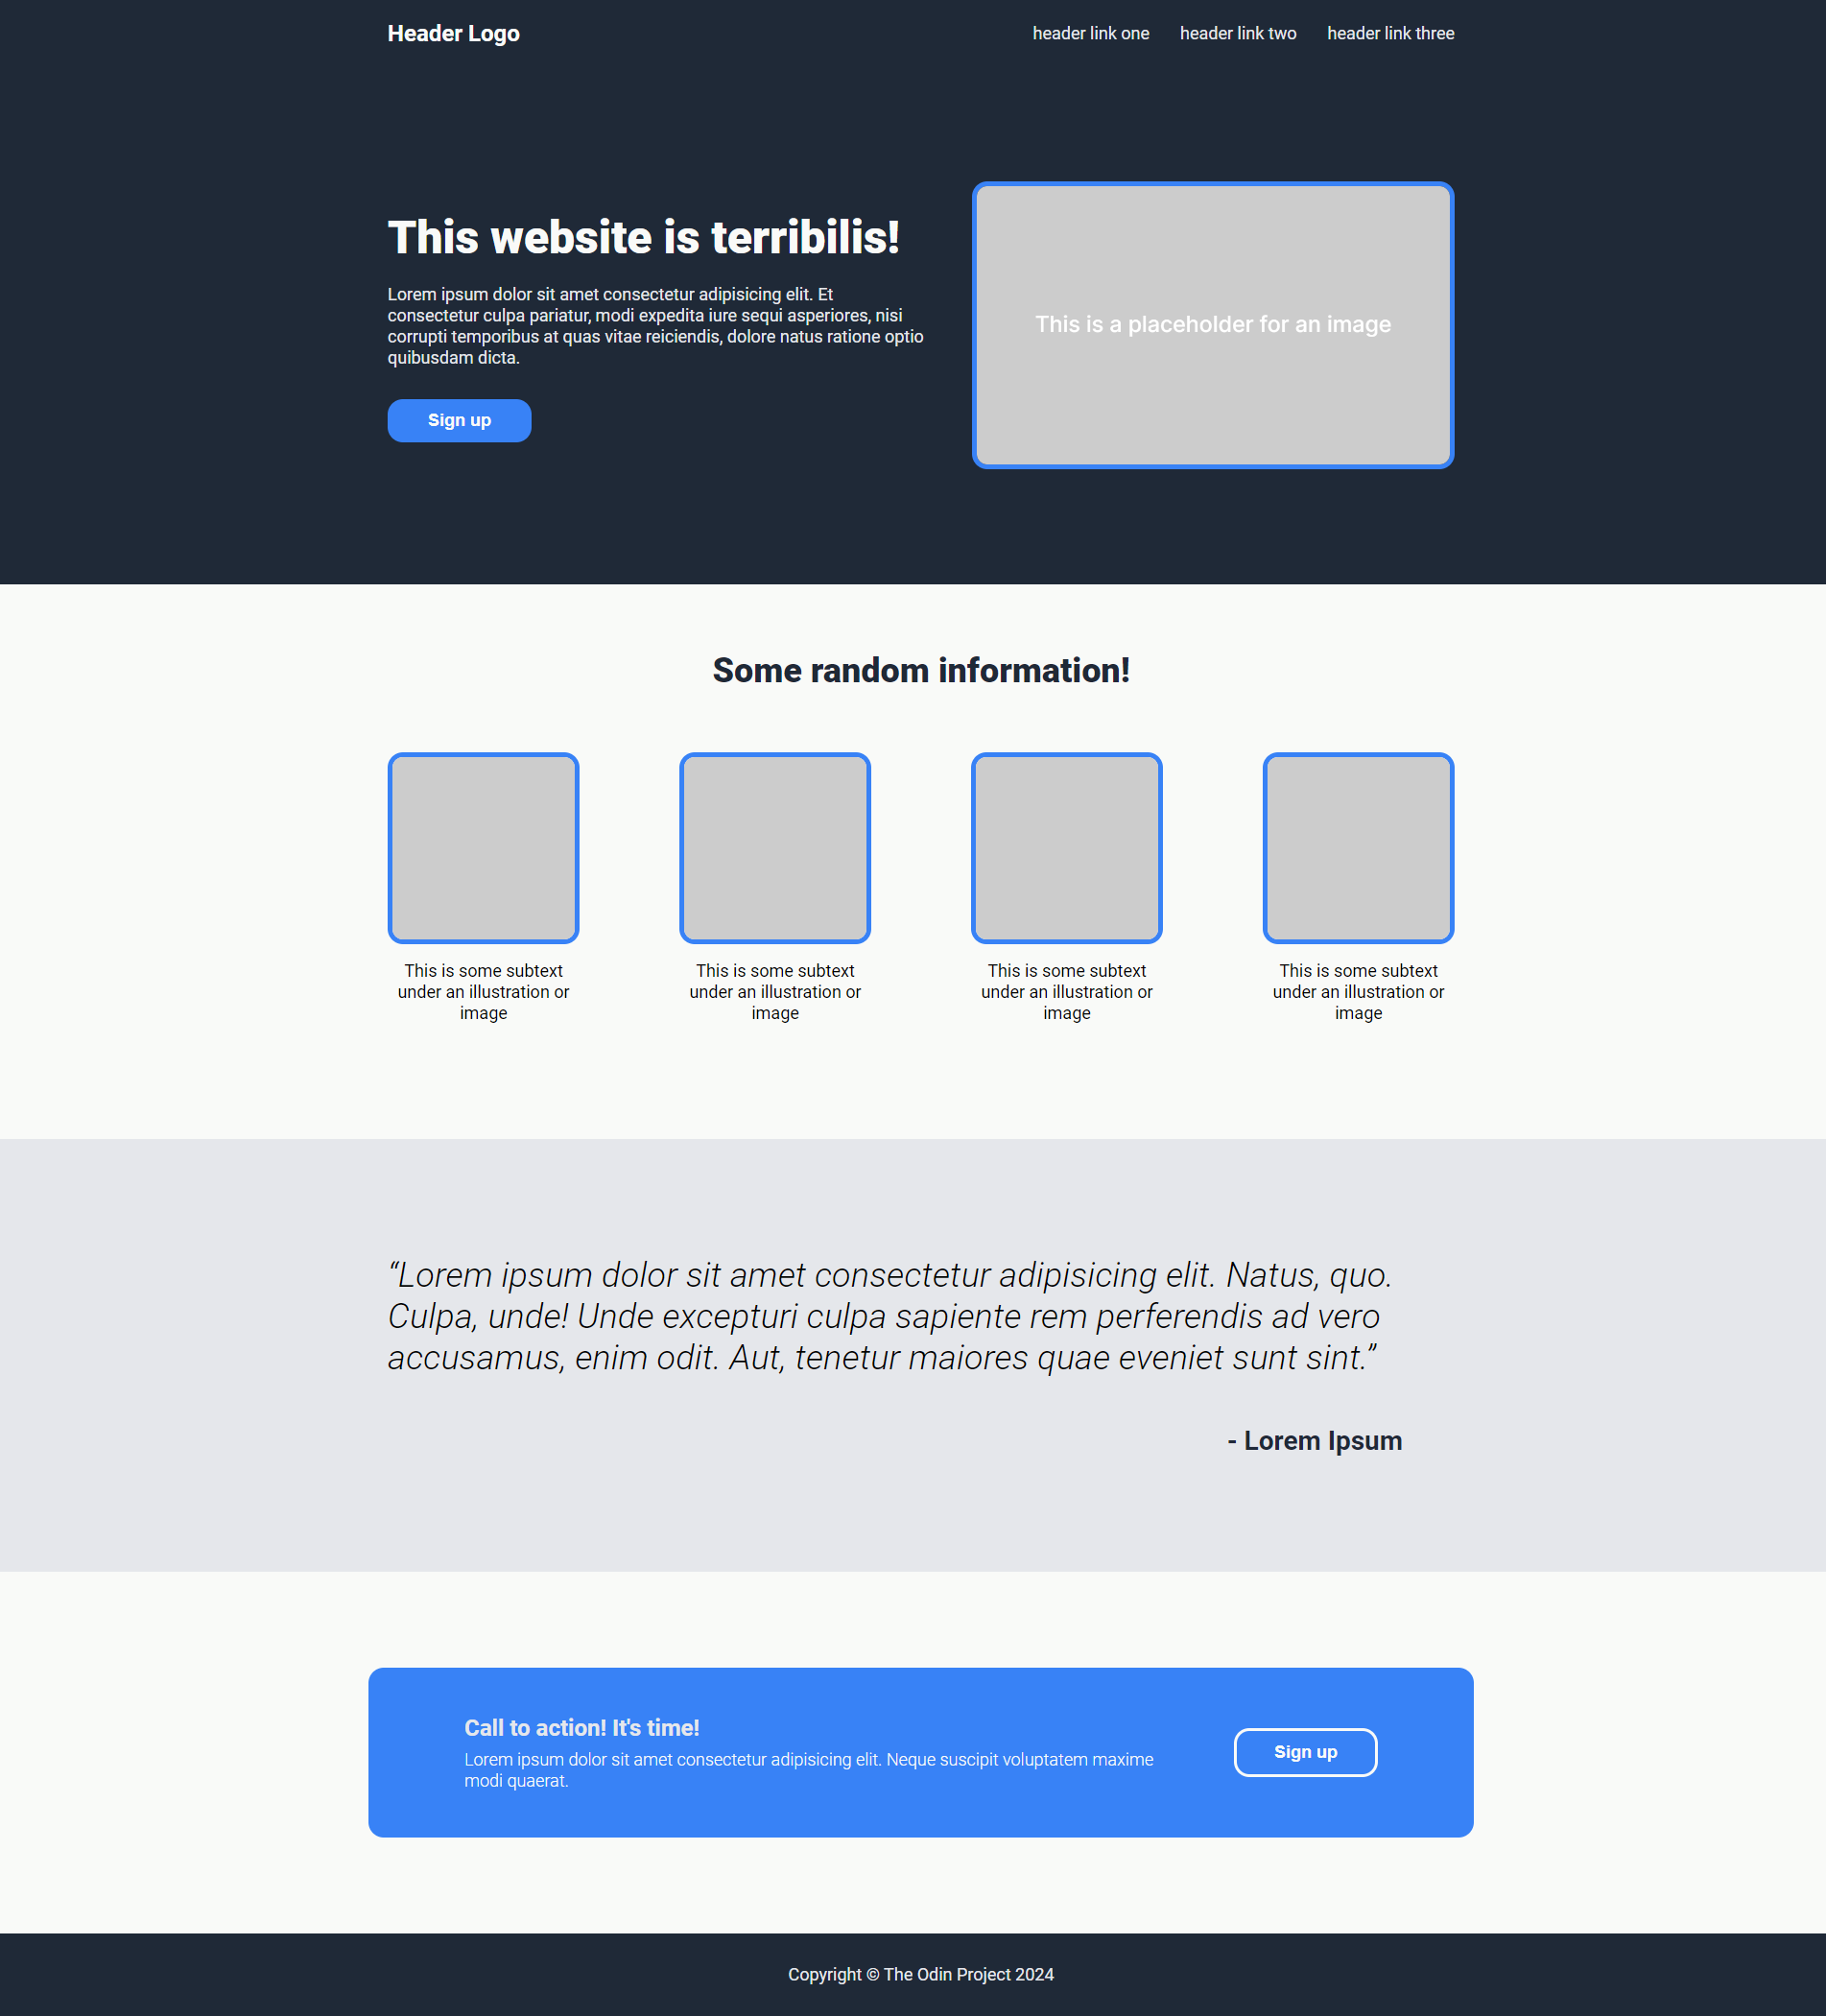 Header Logo
header link one
header link two
header link three
This website is terribilis!
Lorem ipsum dolor sit amet consectetur adipisicing elit. Et
consectetur culpa pariatur, modi expedita iure sequi asperiores, nisi
corrupti temporibus at quas vitae reiciendis, dolore natus ratione optio
quibusdam dicta.
Sign up
This is a placeholder for an image
Some random information!
This is some subtext
under an illustration or
image
This is some subtext
under an illustration or
image
This is some subtext
under an illustration or
image
This is some subtext
under an illustration or
image
“Lorem ipsum dolor sit amet consectetur adipisicing elit. Natus, quo.
Culpa, unde! Unde excepturi culpa sapiente rem perferendis ad vero
accusamus, enim odit. Aut, tenetur maiores quae eveniet sunt sint.”
- Lorem Ipsum
Call to action! It's time!
Lorem ipsum dolor sit amet consectetur adipisicing elit. Neque suscipit voluptatem maxime
modi quaerat.
Sign up
Copyright © The Odin Project 2024